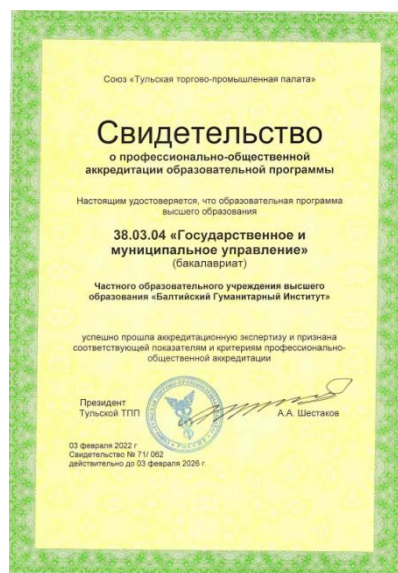 Союз «Тульская торгово-промышленная палата»
Свидетельство
о профессионально-общественной
аккредитации образовательной программы
Настоящим удостоверяется, что образовательная программа
высшего образования
38.03.04 «Государственное и
муниципальное управление»
(бакалавриат)
Частного образовательного учреждения высшего
образования «Балтийский Гуманитарный Институт»
успешно прошла аккредитационную экспертизу и признана
соответствующей показателям и критериям профессионально-
общественной аккредитации
Президент
Тульской ТПП
А.А. Шестаков
03 февраля 2022 г
Свидетельство № 71/ 062
действительно до 03 февраля 2026 г.